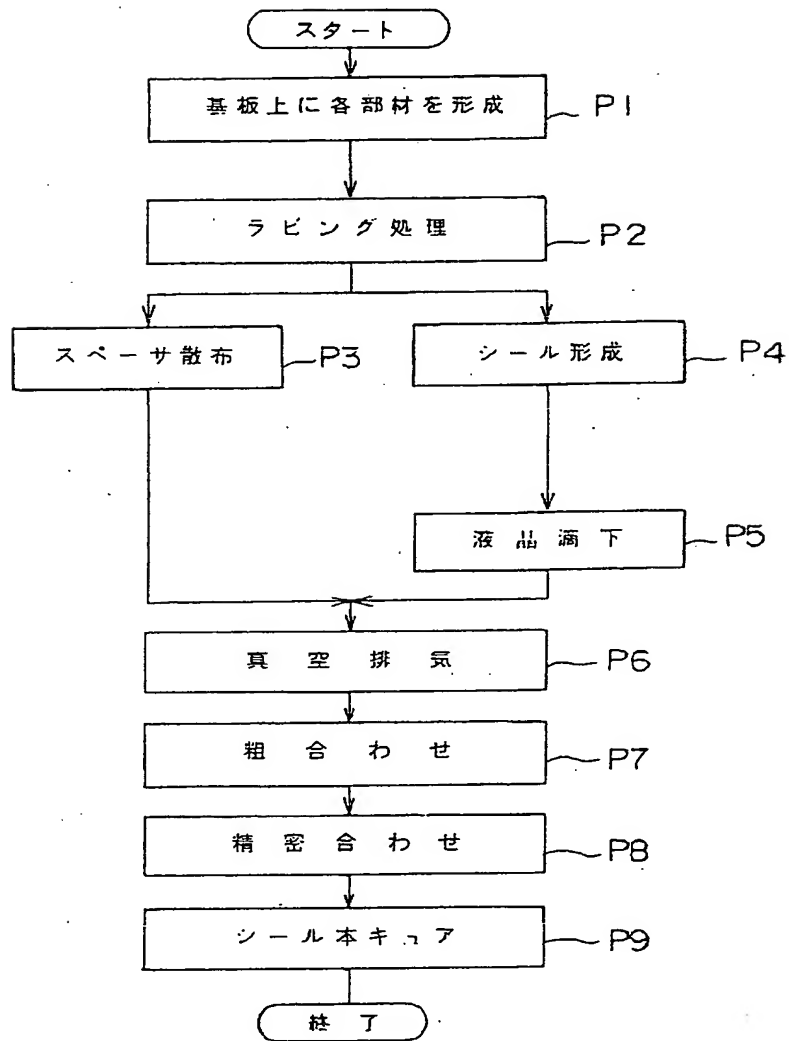 スタート
基板上に各部材を形成
P1
ラビング処理
P2
スペーサ散布
P3
シール形成
P4
液晶滴下
P5
真空排気
P6
粗合わせ
P7
精密合わせ
P8
シール本キュア
P9
終了